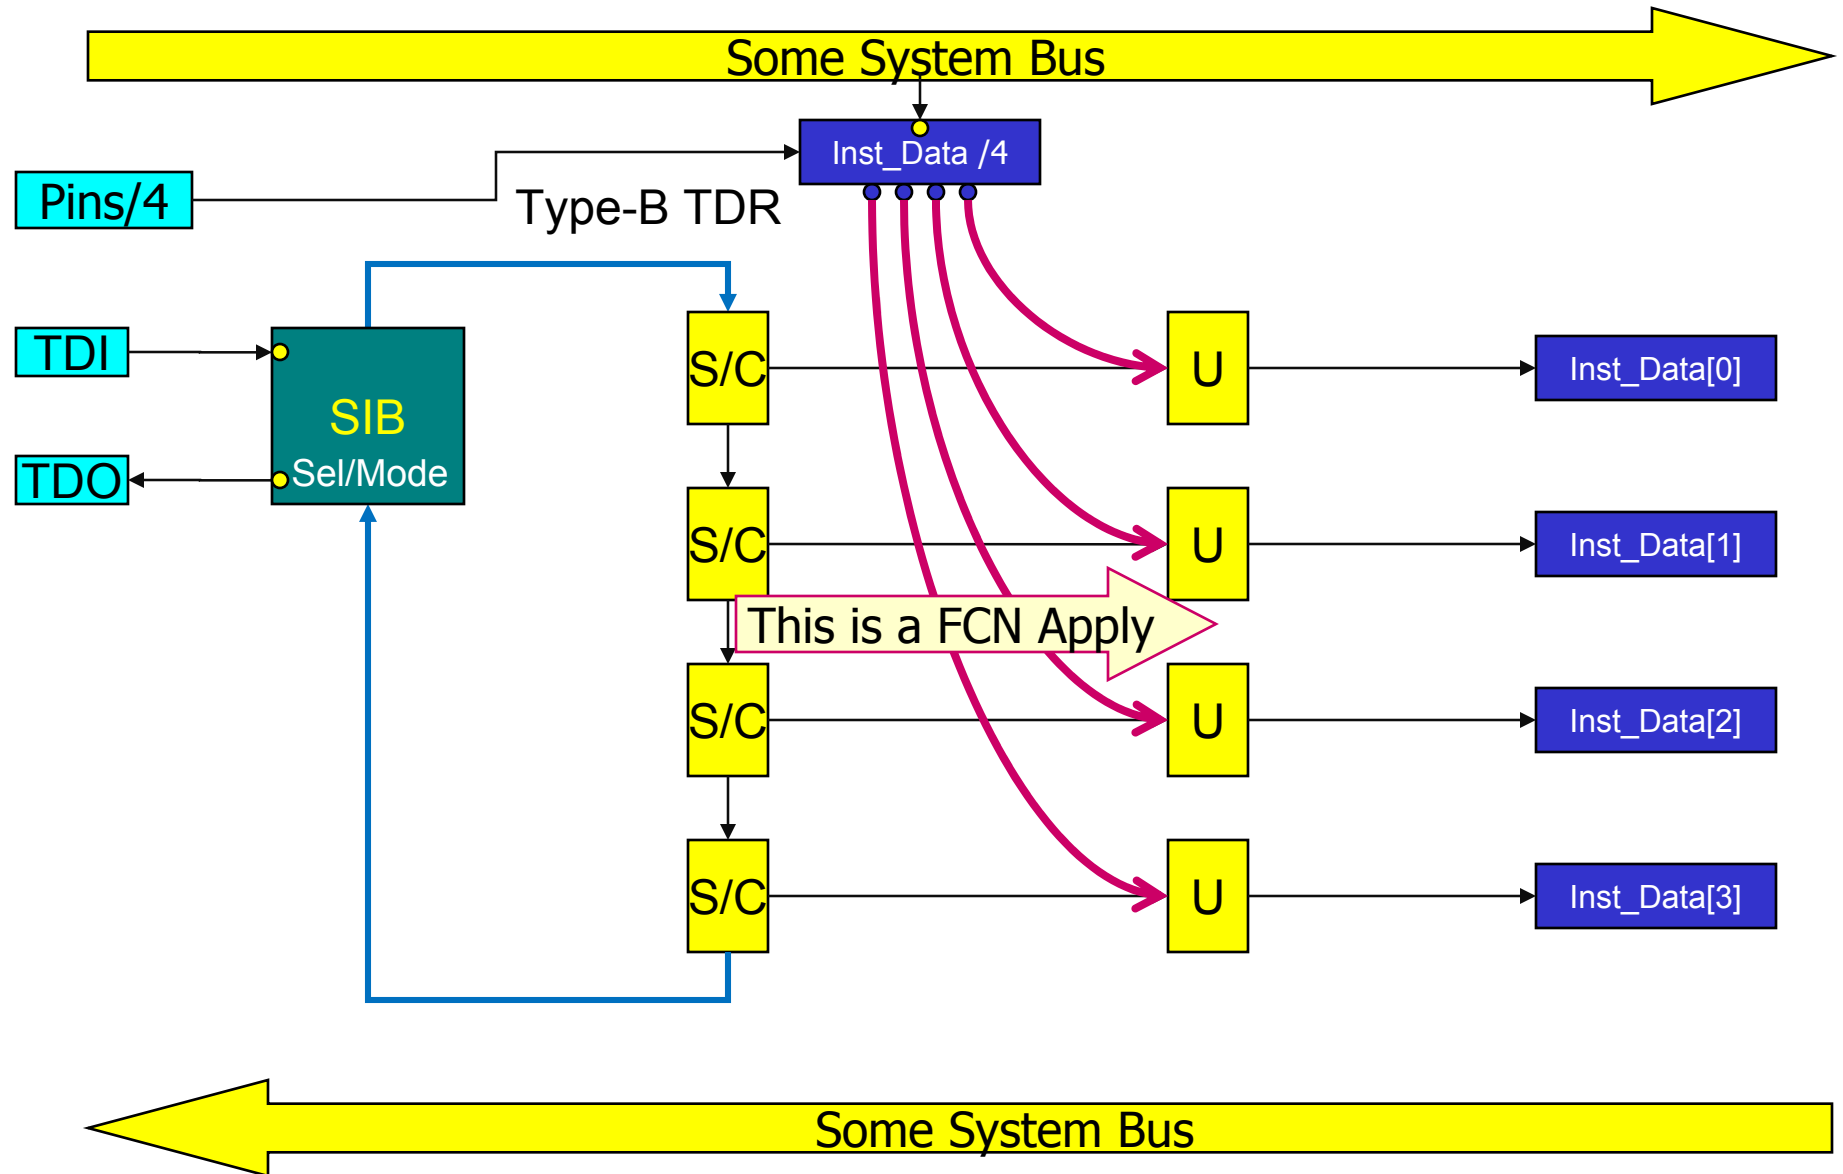 Some System Bus
Inst_Data /4
Pins/4
Type-B TDR
TDI
S/C
U
Inst_Data[0]
SIB
TDO
Sel/Mode
S/C
U
Inst_Data[1]
This is a FCN Apply
S/C
U
Inst_Data[2]
S/C
U
Inst_Data[3]
Some System Bus